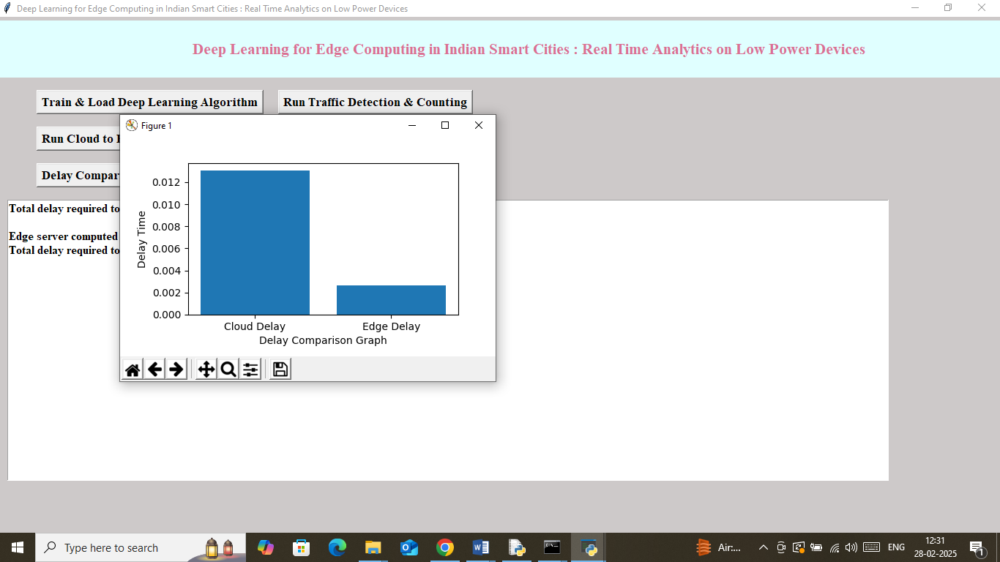 Deep Learning for Edge Computing in Indian Smart Cities : Real Time Analytics on Low Power Devices
Deep Learning for Edge Computing in Indian Smart Cities : Real Time Analytics on Low Power Devices
Train & Load Deep Learning Algorithm
Run Traffic Detection & Counting
Run Cloud to
Delay Compar
Total delay required to
Edge server computed
Total delay required to
Figure 1
0.012
0.010
0.008
0.006
0.004
0.002
0.000
Delay Time
Cloud Delay
Edge Delay
Delay Comparison Graph
Type here to search
Air:...
ENG
12:31
28-02-2025
1